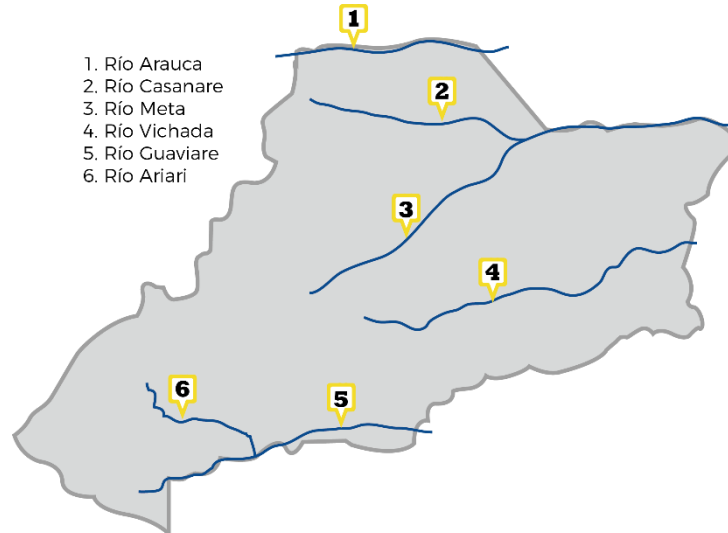 1
1. Río Arauca
2. Río Casanare
3. Río Meta
4. Río Vichada
5. Río Guaviare
6. Río Ariari
2
3
4
6
5